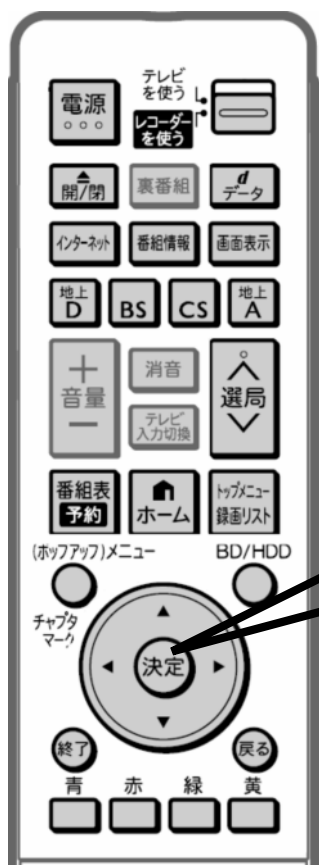 テレビ
を使う
電源
レコーダー
を使う
開/閉
裏番組
d
データ
インターネット
番組情報
画面表示
地上
D
BS
CS
地上
A
＋
音量
－
消音
テレビ
入力切換
選局
番組表
予約
ホーム
トップメニュー
録画リスト
(ポップアップ)メニュー
BD/HDD
チャプタ
マーク
決定
終了
戻る
青
赤
緑
黄